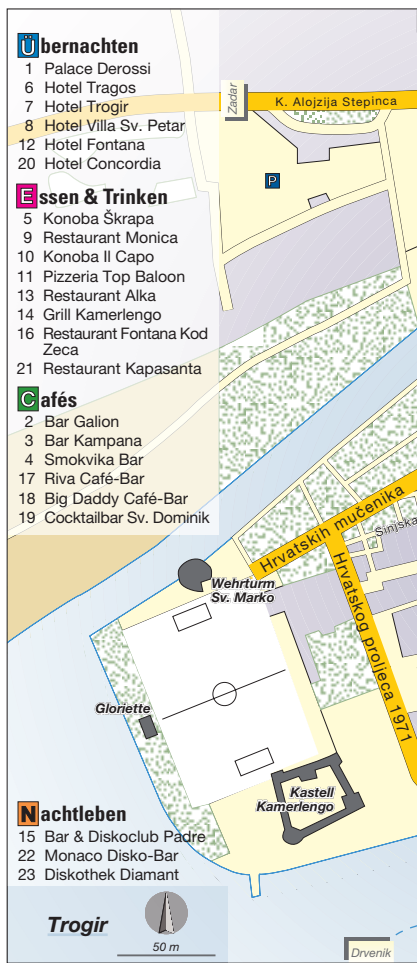 Übernachten
1 Palace Derossi
6 Hotel Tragos
7 Hotel Trogir
8 Hotel Villa Sv. Petar
12 Hotel Fontana
20 Hotel Concordia
Essen & Trinken
5 Konoba Škrapa
9 Restaurant Monica
10 Konoba Il Capo
11 Pizzeria Top Baloon
13 Restaurant Alka
14 Grill Kamerlengo
16 Restaurant Fontana Kod
Zeca
21 Restaurant Kapasanta
Cafés
2 Bar Galion
3 Bar Kampana
4 Smokvika Bar
17 Riva Café-Bar
18 Big Daddy Café-Bar
19 Cocktailbar Sv. Dominik
Nachtleben
15 Bar & Diskoclub Padre
22 Monaco Disko-Bar
23 Diskothek Diamant
Trogir
50 m
Zadar
K. Alojzija Stepinca
P
Hrvatskih mučenika
Sinjska
Hrvatskog proljeca 1971
Wehrturm
Sv. Marko
Gloriette
Kastell
Kamerlengo
Drvenik